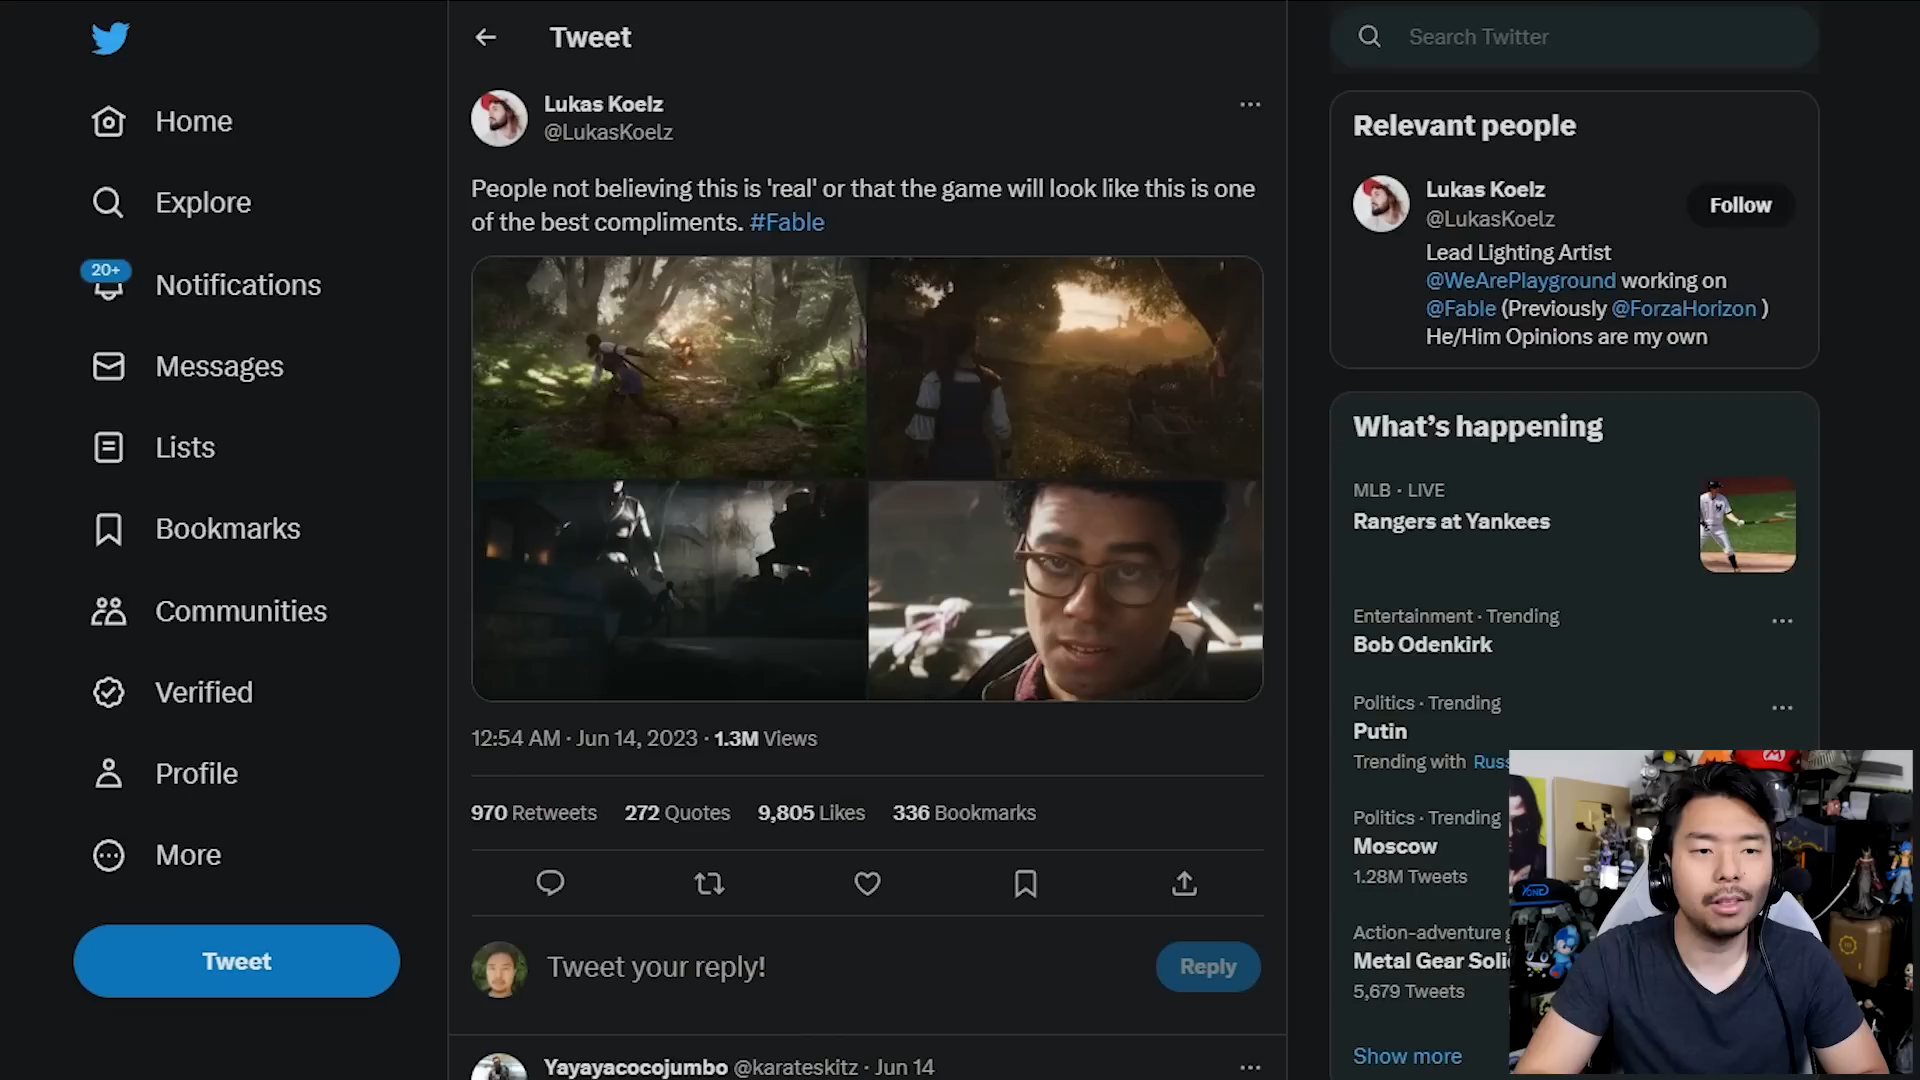 Home
Explore
20+
Notifications
Messages
Lists
Bookmarks
Communities
Verified
Profile
More
Tweet
Tweet
Lukas Koelz
@LukasKoelz
People not believing this is 'real' or that the game will look like this is one
of the best compliments. #Fable
12:54 AM · Jun 14, 2023 · 1.3M Views
970 Retweets 272 Quotes 9,805 Likes 336 Bookmarks
Tweet your reply!
Reply
Yayayacocojumbo @karateskitz · Jun 14
Search Twitter
Relevant people
Lukas Koelz
@LukasKoelz
Follow
Lead Lighting Artist
@WeArePlayground working on
@Fable (Previously @ForzaHorizon )
He/Him Opinions are my own
What's happening
MLB · LIVE
Rangers at Yankees
Entertainment · Trending
Bob Odenkirk
Politics · Trending
Putin
Trending with
Politics · Trending
Moscow
1.28M Tweets
Action-adventure
Metal Gear
5,679 Tweets
Show more
YONG